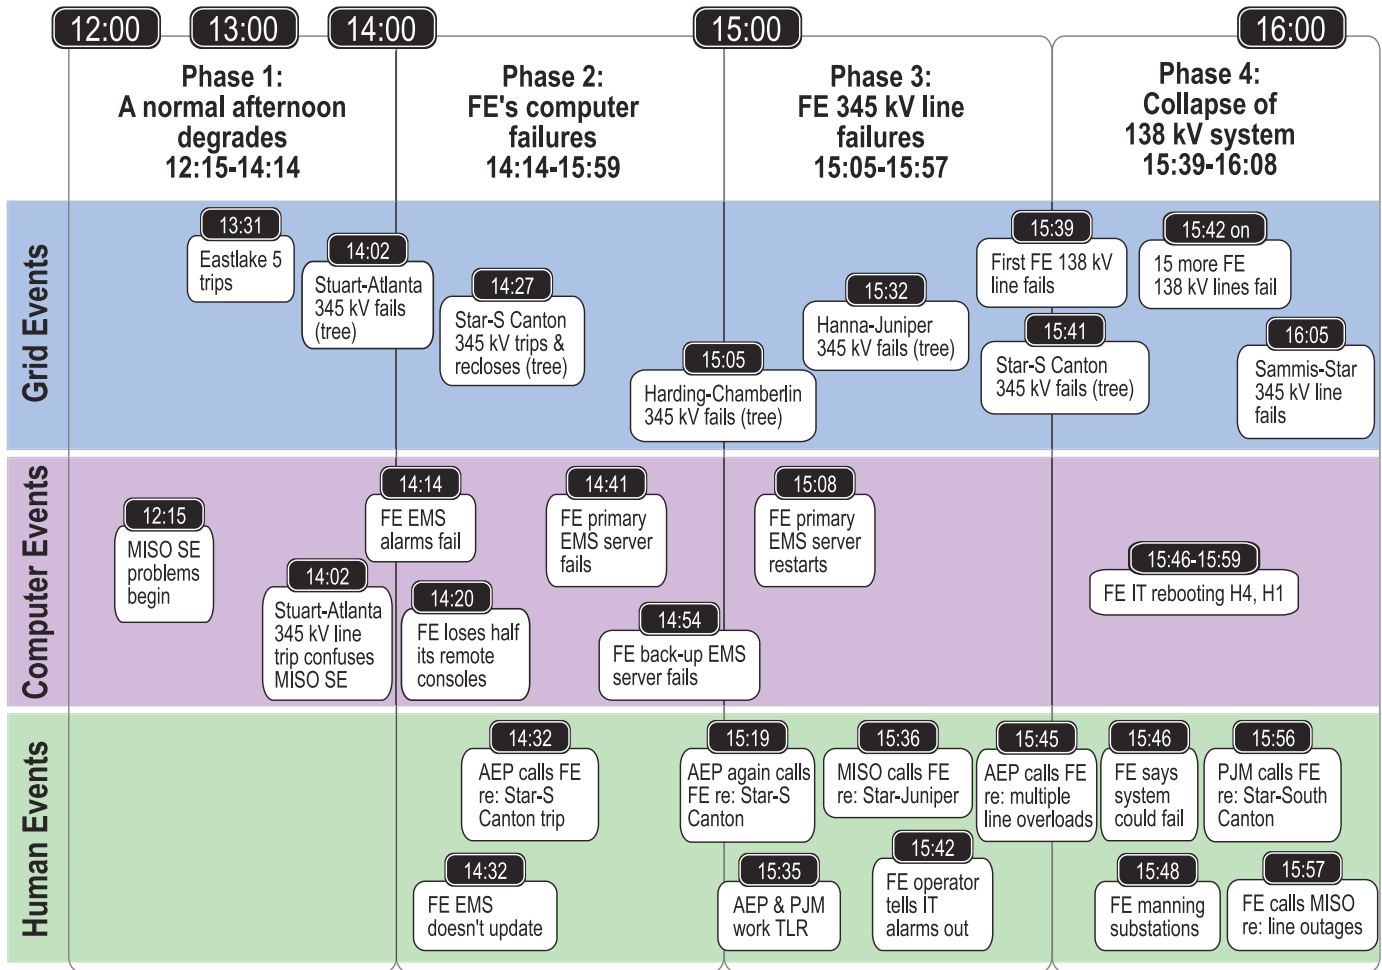 12:00
13:00
14:00
15:00
16:00
Phase 1:
A normal afternoon
degrades
12:15-14:14
Phase 2:
FE's computer
failures
14:14-15:59
Phase 3:
FE 345 kV line
failures
15:05-15:57
Phase 4:
Collapse of
138 kV system
15:39-16:08
Grid Events
13:31
Eastlake 5
trips
14:02
Stuart-Atlanta
345 kV fails
(tree)
14:27
Star-S Canton
345 kV trips &
recloses (tree)
15:05
Harding-Chamberlin
345 kV fails (tree)
15:32
Hanna-Juniper
345 kV fails (tree)
15:39
First FE 138 kV
line fails
15:41
Star-S Canton
345 kV fails (tree)
15:42 on
15 more FE
138 kV lines fail
16:05
Sammis-Star
345 kV line
fails
Computer Events
12:15
MISO SE
problems
begin
14:02
Stuart-Atlanta
345 kV line
trip confuses
MISO SE
14:14
FE EMS
alarms fail
14:20
FE loses half
its remote
consoles
14:41
FE primary
EMS server
fails
14:54
FE back-up EMS
server fails
15:08
FE primary
EMS server
restarts
15:46-15:59
FE IT rebooting H4, H1
Human Events
14:32
AEP calls FE
re: Star-S
Canton trip
14:32
FE EMS
doesn't update
15:19
AEP again calls
FE re: Star-S
Canton
15:35
AEP & PJM
work TLR
15:36
MISO calls FE
re: Star-Juniper
15:42
FE operator
tells IT
alarms out
15:45
AEP calls FE
re: multiple
line overloads
15:46
FE says
system
could fail
15:48
FE manning
substations
15:56
PJM calls FE
re: Star-South
Canton
15:57
FE calls MISO
re: line outages